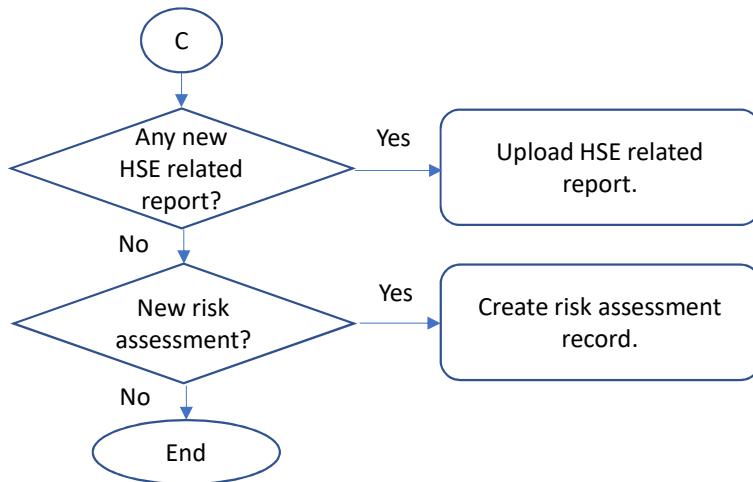 C
Any new
HSE related
report?
Yes
Upload HSE related
report.
No
New risk
assessment?
Yes
Create risk assessment
record.
No
End